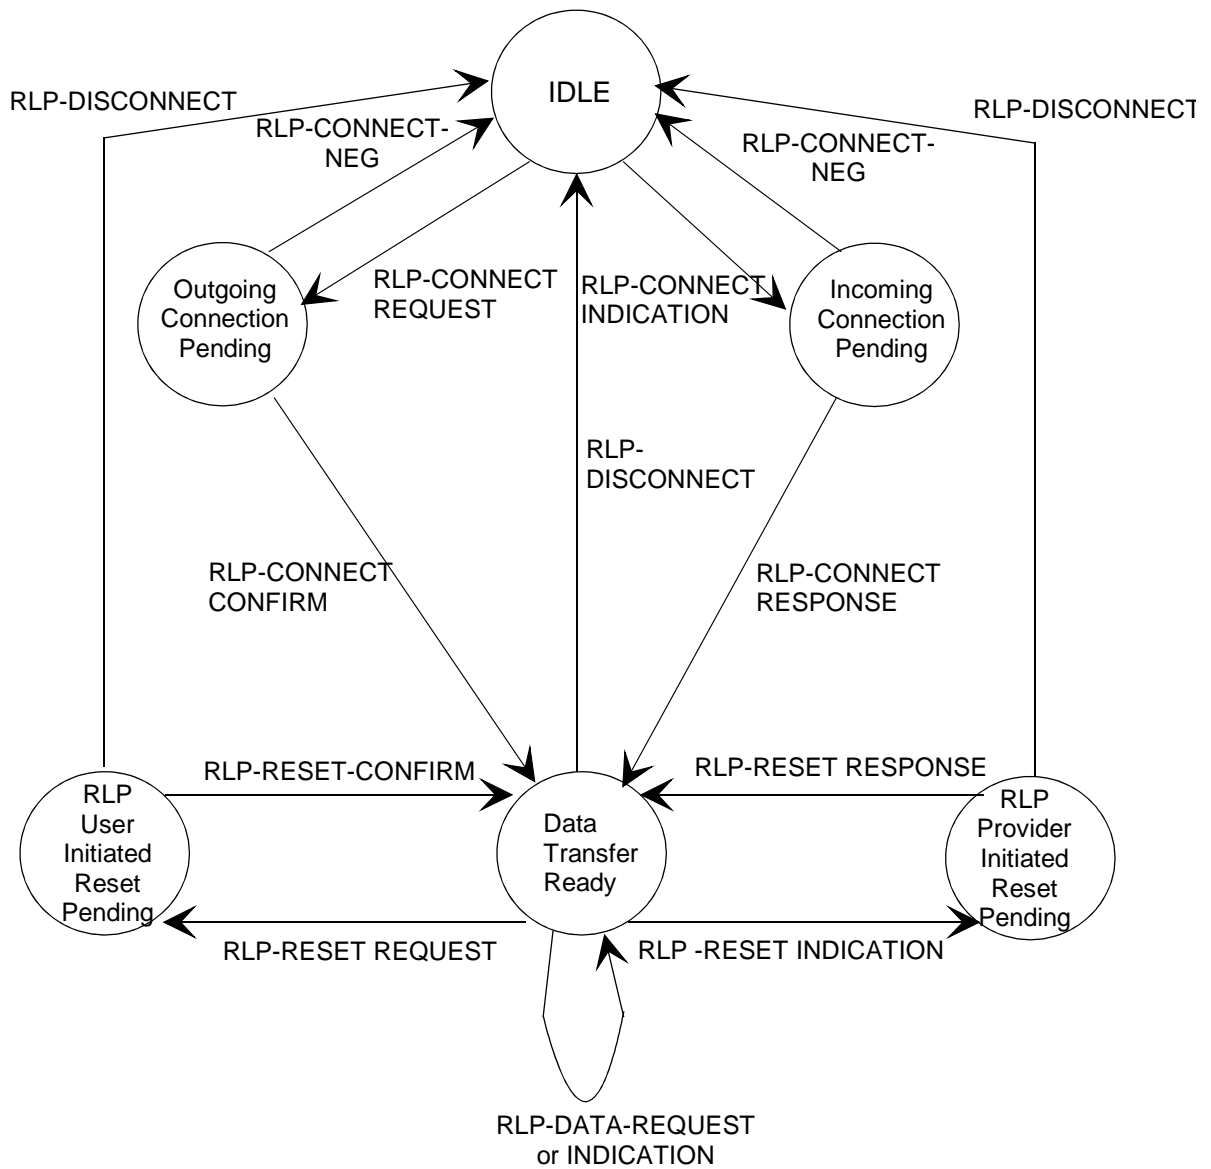 IDLE
RLP-DISCONNECT
RLP-DISCONNECT
RLP-CONNECT-
NEG
RLP-CONNECT-
NEG
Outgoing
Connection
Pending
RLP-CONNECT
REQUEST
RLP-CONNECT
INDICATION
Incoming
Connection
Pending
RLP-
DISCONNECT
RLP-CONNECT
CONFIRM
RLP-CONNECT
RESPONSE
RLP-RESET-CONFIRM
RLP-RESET RESPONSE
RLP
User
Initiated
Reset
Pending
Data
Transfer
Ready
RLP
Provider
Initiated
Reset
Pending
RLP-RESET REQUEST
RLP -RESET INDICATION
RLP-DATA-REQUEST
or INDICATION